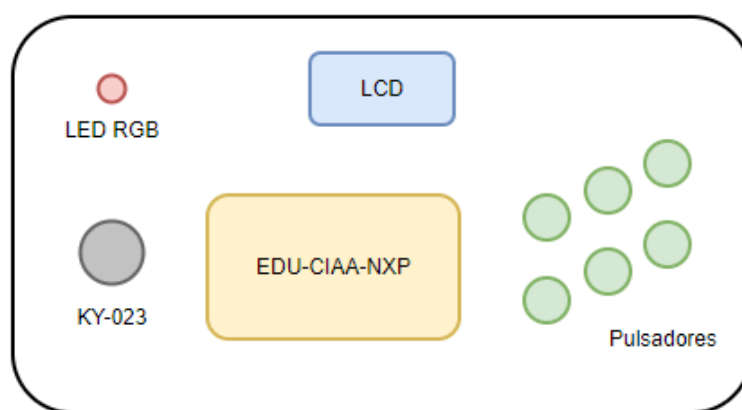 LCD
LED RGB
EDU-CIAA-NXP
KY-023
Pulsadores